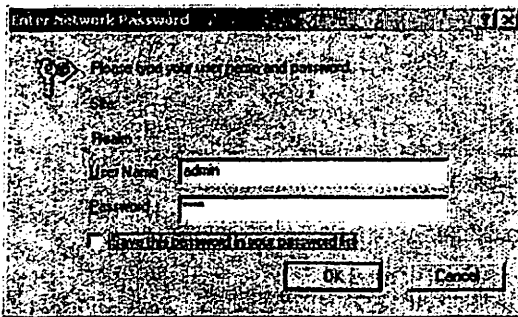 Enter Network Password
Please type your user name and password.
Site:
Realm
User Name admin
Password ****
Save this password in your password list
OK Cancel